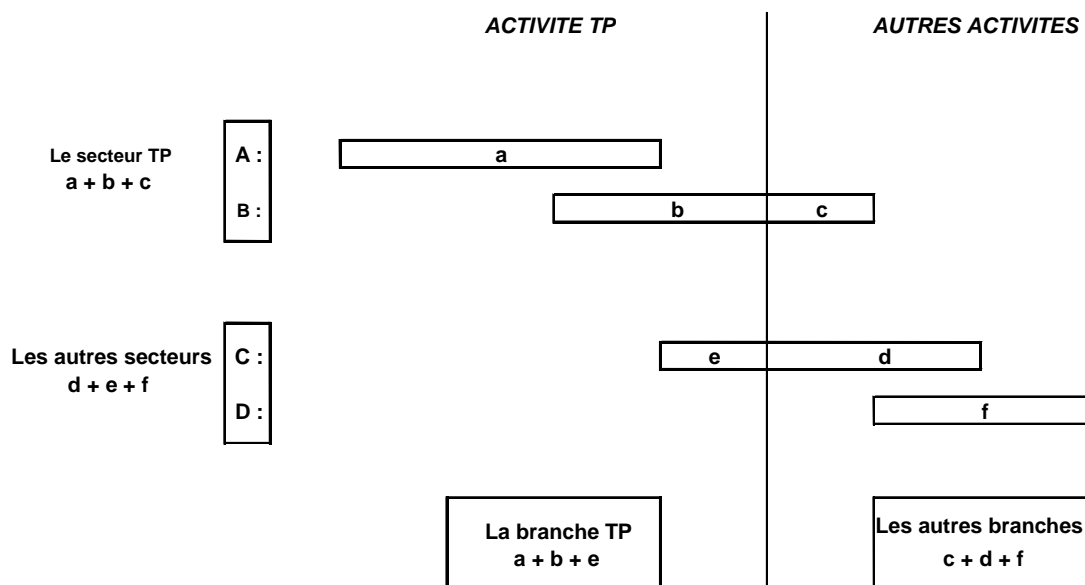 ACTIVITE TP
AUTRES ACTIVITES
Le secteur TP
a + b + c
A :
a
B :
b
c
Les autres secteurs
d + e + f
C :
e
d
D :
f
La branche TP
a + b + e
Les autres branches
c + d + f